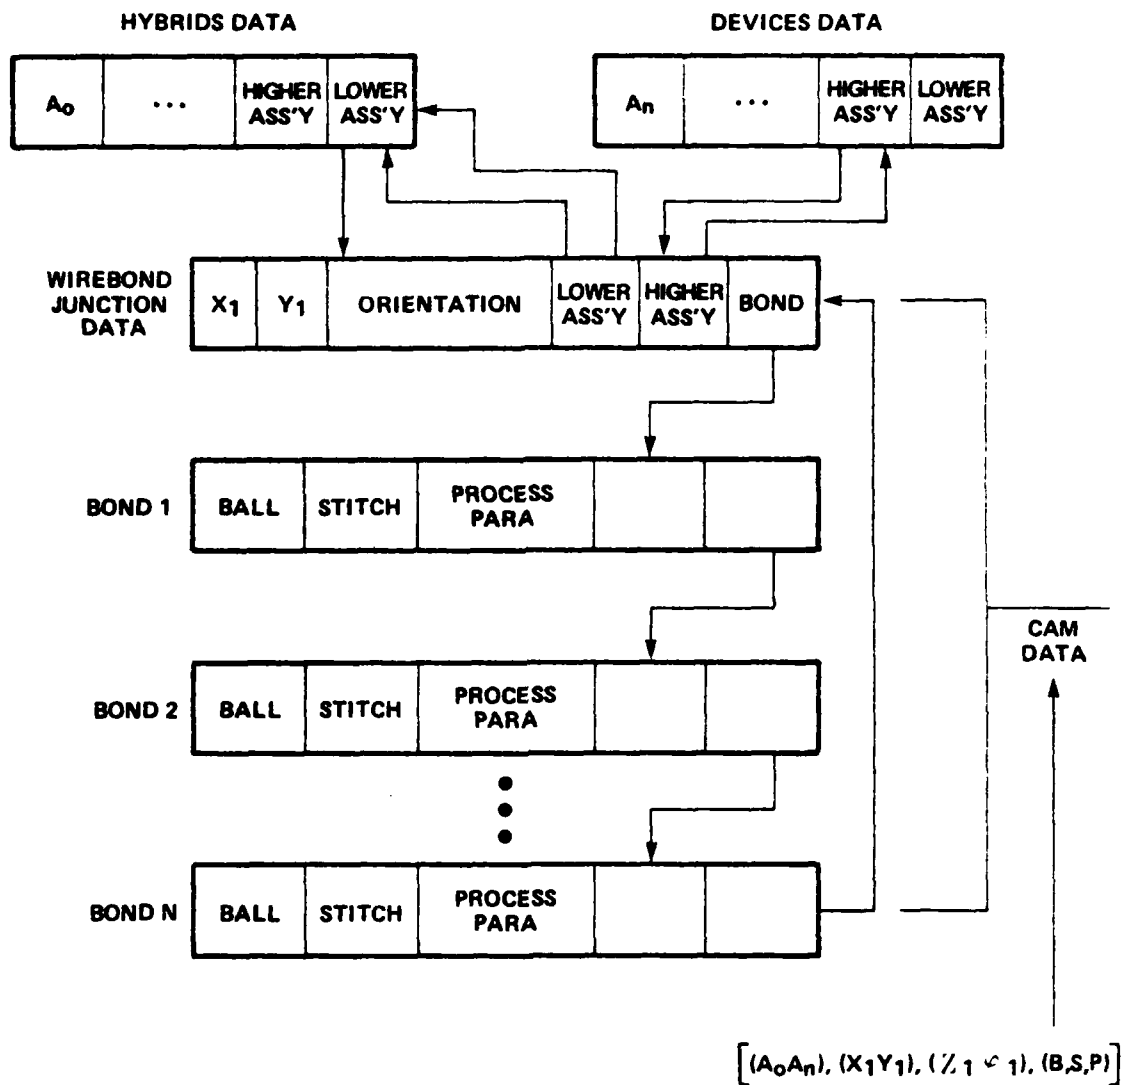 HYBRIDS DATA
DEVICES DATA
A₀ ... HIGHER ASS'Y LOWER ASS'Y
Aₙ ... HIGHER ASS'Y LOWER ASS'Y
WIREBOND
JUNCTION
DATA
X₁ Y₁ ORIENTATION LOWER ASS'Y HIGHER ASS'Y BOND
BOND 1 BALL STITCH PROCESS PARA
CAM
DATA
BOND 2 BALL STITCH PROCESS PARA
BOND N BALL STITCH PROCESS PARA
[(A₀Aₙ), (X₁Y₁), (B,S,P)]